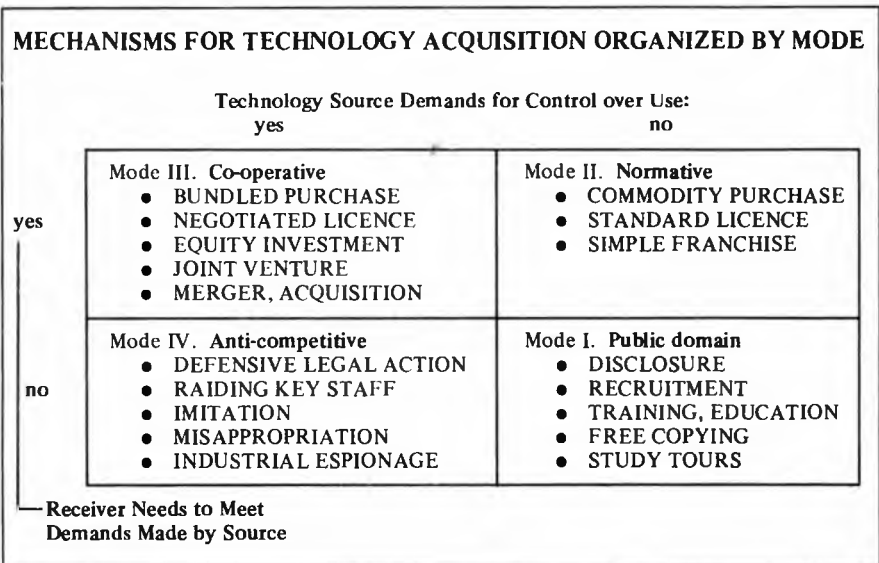 MECHANISMS FOR TECHNOLOGY ACQUISITION ORGANIZED BY MODE
Technology Source Demands for Control over Use:
yes no
Mode III. Co-operative
● BUNDLED PURCHASE
● NEGOTIATED LICENCE
● EQUITY INVESTMENT
● JOINT VENTURE
● MERGER, ACQUISITION
Mode II. Normative
● COMMODITY PURCHASE
● STANDARD LICENCE
● SIMPLE FRANCHISE
yes
Mode IV. Anti-competitive
● DEFENSIVE LEGAL ACTION
● RAIDING KEY STAFF
● IMITATION
● MISAPPROPRIATION
● INDUSTRIAL ESPIONAGE
Mode I. Public domain
● DISCLOSURE
● RECRUITMENT
● TRAINING, EDUCATION
● FREE COPYING
● STUDY TOURS
no
Receiver Needs to Meet
Demands Made by Source